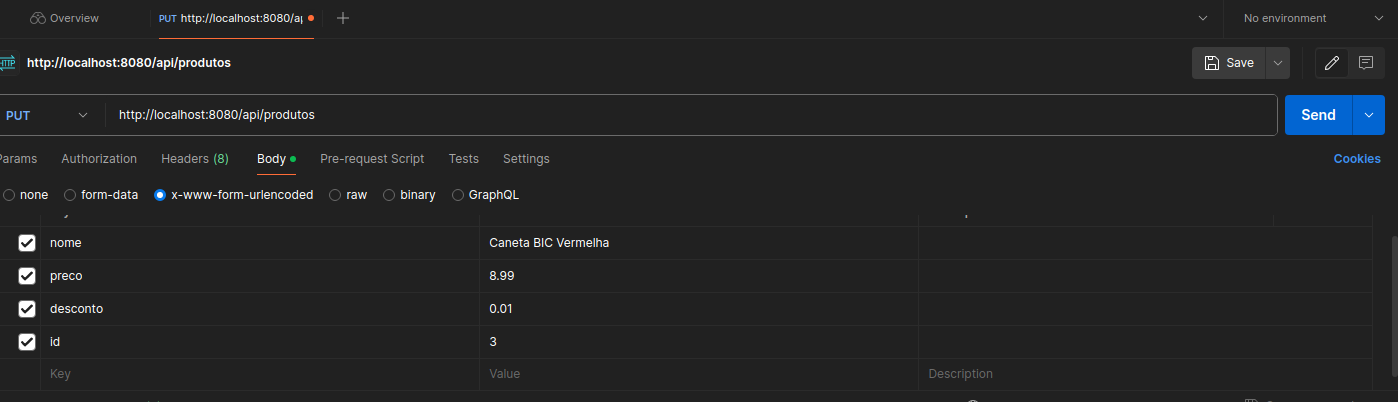 Overview PUT http://localhost:8080/ap No environment
HTTP http://localhost:8080/api/produtos Save
PUT http://localhost:8080/api/produtos Send
Params Authorization Headers (8) Body Pre-request Script Tests Settings Cookies
none form-data x-www-form-urlencoded raw binary GraphQL
nome Caneta BIC Vermelha
preco 8.99
desconto 0.01
id 3
Key Value Description